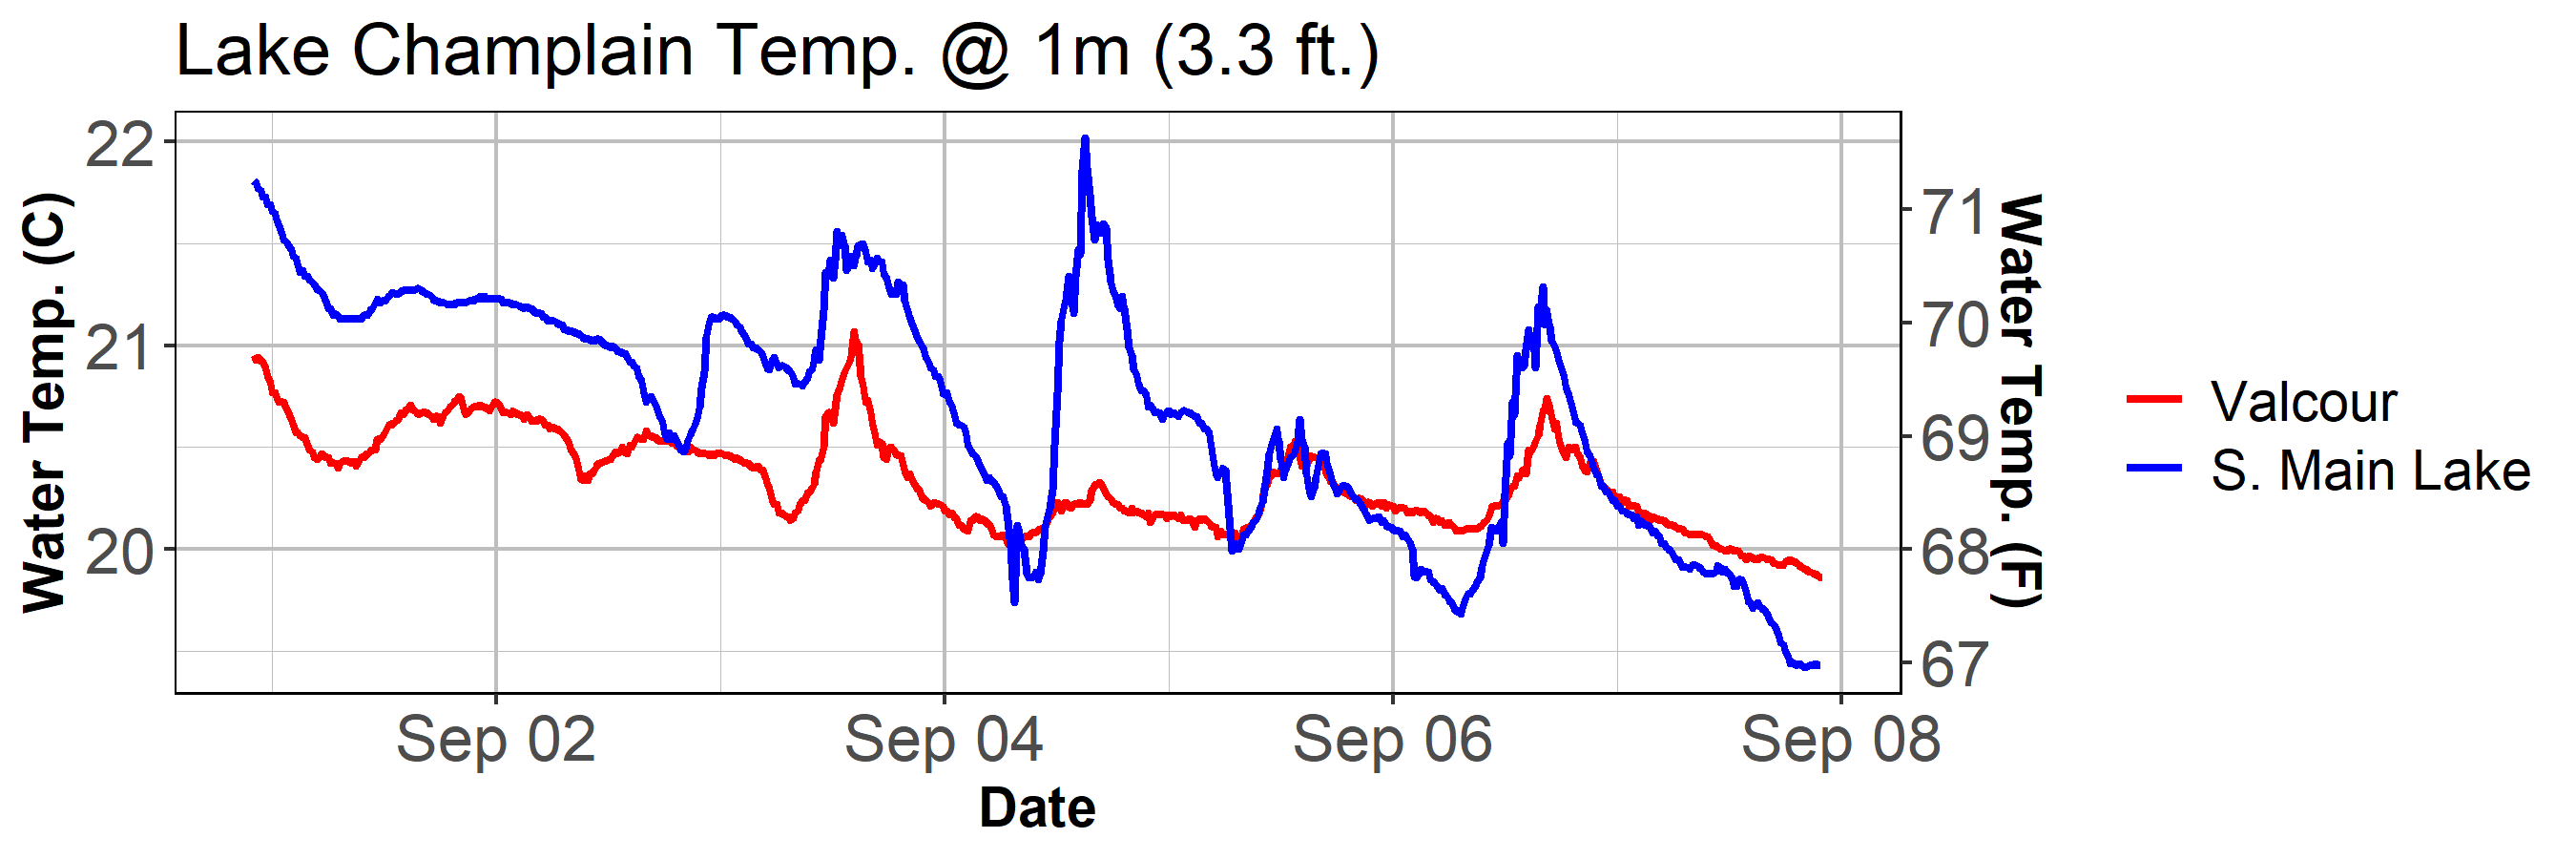 Lake Champlain Temp. @ 1m (3.3 ft.)
Water Temp. (C)
22
21
20
71
70
69
68
67
Water Temp. (F)
Sep 02
Sep 04
Sep 06
Sep 08
Date
Valcour
S. Main Lake